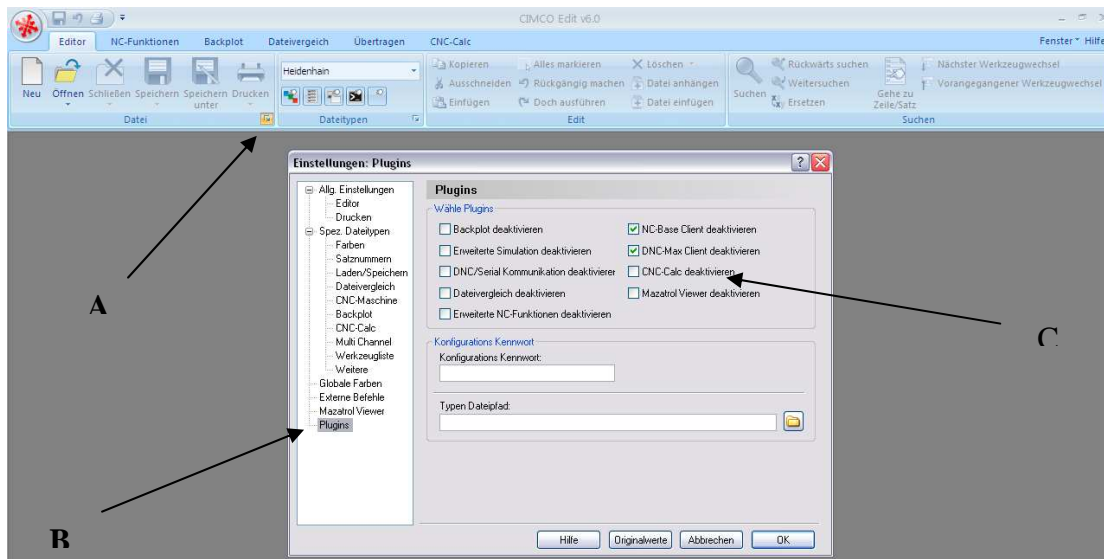 CIMCO Edit v6.0
Editor NC-Funktionen Backplot Dateivergeich Übertragen CNC-Calc Fenster Hilfe
Neu Öffnen Schließen Speichern Speichern unter Drucken
Datei
Heidenhain
Dateitypen
Kopieren Alles markieren Löschen
Ausschneiden Rückgängig machen Datei anhängen
Einfügen Doch ausführen Datei einfügen
Edit
Suchen
Rückwärts suchen
Weitersuchen
Ersetzen
Gehe zu Zeile/Satz
Nächster Werkzeugwechsel
Vorangegangener Werkzeugwechsel
Suchen
A
B
C
Einstellungen: Plugins
Allg. Einstellungen
Editor
Drucken
Spez. Dateitypen
Farben
Satznummern
Laden/Speichern
Dateivergleich
CNC-Maschine
Backplot
CNC-Calc
Multi Channel
Werkzeugliste
Weitere
Globale Farben
Externe Befehle
Mazatrol Viewer
Plugins
Plugins
Wähle Plugins
Backplot deaktivieren
NC-Base Client deaktivieren
Erweiterte Simulation deaktivieren
DNC-Max Client deaktivieren
DNC/Serial Kommunikation deaktivierer
CNC-Calc deaktivieren
Dateivergleich deaktivieren
Mazatrol Viewer deaktivieren
Erweiterte NC-Funktionen deaktivieren
Konfigurations Kennwort
Konfigurations Kennwort:
Typen Dateipfad:
Hilfe Originalwerte Abbrechen OK